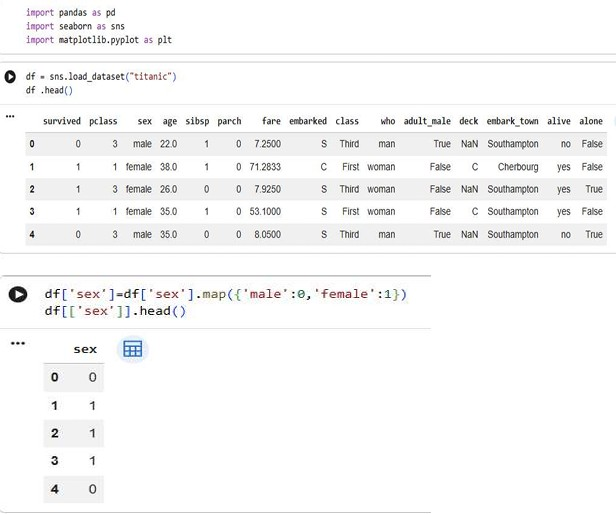 import pandas as pd
import seaborn as sns
import matplotlib.pyplot as plt
df = sns.load_dataset("titanic")
df .head()
survived pclass sex age sibsp parch fare embarked class who adult_male deck embark_town alive alone
0 0 3 male 22.0 1 0 7.2500 S Third man True NaN Southampton no False
1 1 1 female 38.0 1 0 71.2833 C First woman False C Cherbourg yes False
2 1 3 female 26.0 0 0 7.9250 S Third woman False NaN Southampton yes True
3 1 1 female 35.0 1 0 53.1000 S First woman False C Southampton yes False
4 0 3 male 35.0 0 0 8.0500 S Third man True NaN Southampton no True
df['sex']=df['sex'].map({'male':0,'female':1})
df[['sex']].head()
sex
0 0
1 1
2 1
3 1
4 0